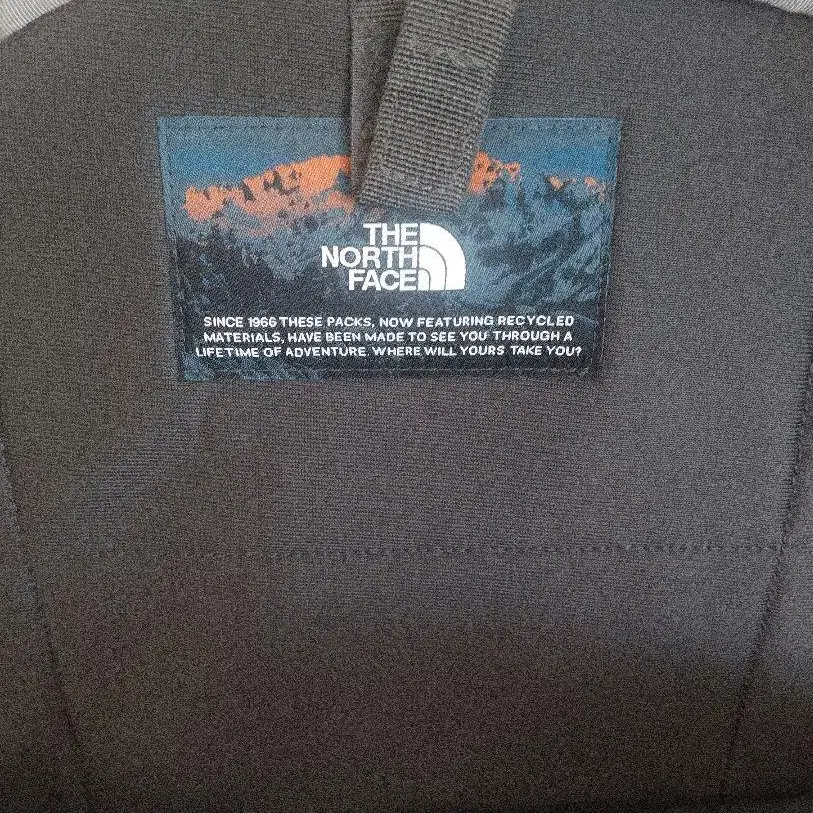 THE
NORTH
FACE
SINCE 1966 THESE PACKS, NOW FEATURING RECYCLED
MATERIALS, HAVE BEEN MADE TO SEE YOU THROUGH A
LIFETIME OF ADVENTURE. WHERE WILL YOURS TAKE YOU?